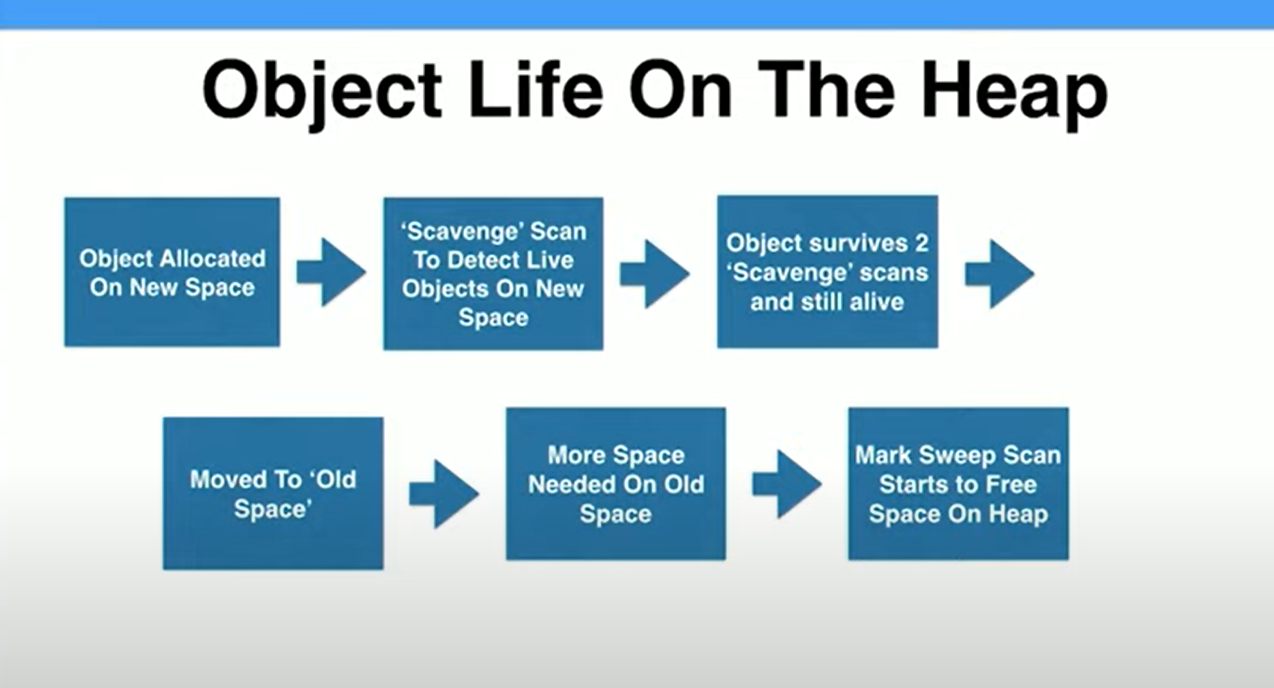 Object Life On The Heap
Object Allocated
On New Space
‘Scavenge’ Scan
To Detect Live
Objects On New
Space
Object survives 2
‘Scavenge’ scans
and still alive
Moved To ‘Old
Space’
More Space
Needed On Old
Space
Mark Sweep Scan
Starts to Free
Space On Heap